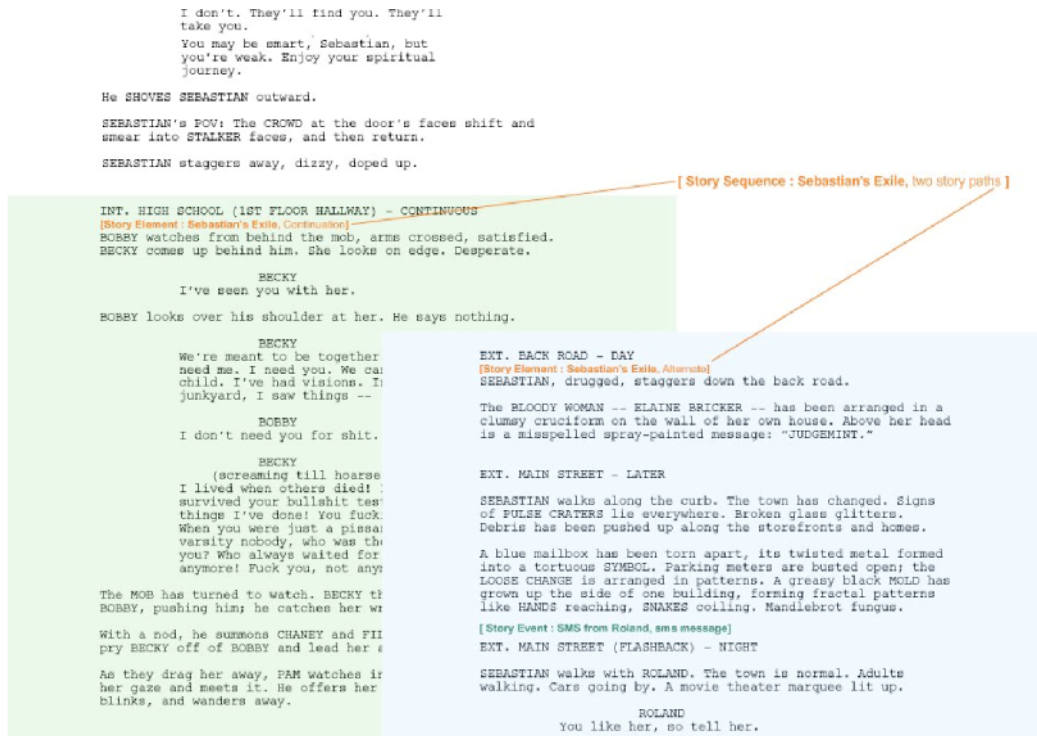 I don't. They'll find you. They'll
take you.
You may be smart, Sebastian, but
you're weak. Enjoy your spiritual
journey.
He SHOVES SEBASTIAN outward.
SEBASTIAN's POV: The CROWD at the door's faces shift and
smear into STALKER faces, and then return.
SEBASTIAN staggers away, dizzy, doped up.
[ Story Sequence : Sebastian's Exile, two story paths ]
INT. HIGH SCHOOL (1ST FLOOR HALLWAY) - CONTINUOUS
[Story Element : Sebastian's Exile, Continuation]
BOBBY watches from behind the mob, arms crossed, satisfied.
BECKY comes up behind him. She looks on edge. Desperate.
BECKY
I've seen you with her.
BOBBY looks over his shoulder at her. He says nothing.
BECKY
We're meant to be together
need me. I need you. We
child. I've had visions.
junkyard, I saw things --
BOBBY
I don't need you for shit.
BECKY
(screaming till hoarse
I lived when others died!
survived your bullshit
things I've done! You
When you were just a
varsity nobody, who was
you? Who always waited for
anymore! Fuck you, not
The MOB has turned to watch. BECKY
BOBBY, pushing him; he catches her
With a nod, he summons CHANEY and
pry BECKY off of BOBBY and lead her
As they drag her away, PAM watches
her gaze and meets it. He offers her
blinks, and wanders away.
EXT. BACK ROAD - DAY
[Story Element : Sebastian's Exile, Alternate]
SEBASTIAN, drugged, staggers down the back road.
The BLOODY WOMAN -- ELAINE BRICKER -- has been arranged in a
clumsy cruciform on the wall of her own house. Above her head
is a misspelled spray-painted message: "JUDGEMINT."
EXT. MAIN STREET - LATER
SEBASTIAN walks along the curb. The town has changed. Signs
of PULSE CRATERS lie everywhere. Broken glass glitters.
Debris has been pushed up along the storefronts and homes.
A blue mailbox has been torn apart, its twisted metal formed
into a tortuous SYMBOL. Parking meters are busted open; the
LOOSE CHANGE is arranged in patterns. A greasy black MOLD has
grown up the side of one building, forming fractal patterns
like HANDS reaching, SNAKES coiling. Mandlebrot fungus.
[ Story Event : SMS from Roland, sms message]
EXT. MAIN STREET (FLASHBACK) - NIGHT
SEBASTIAN walks with ROLAND. The town is normal. Adults
walking. Cars going by. A movie theater marquee lit up.
ROLAND
You like her, so tell her.